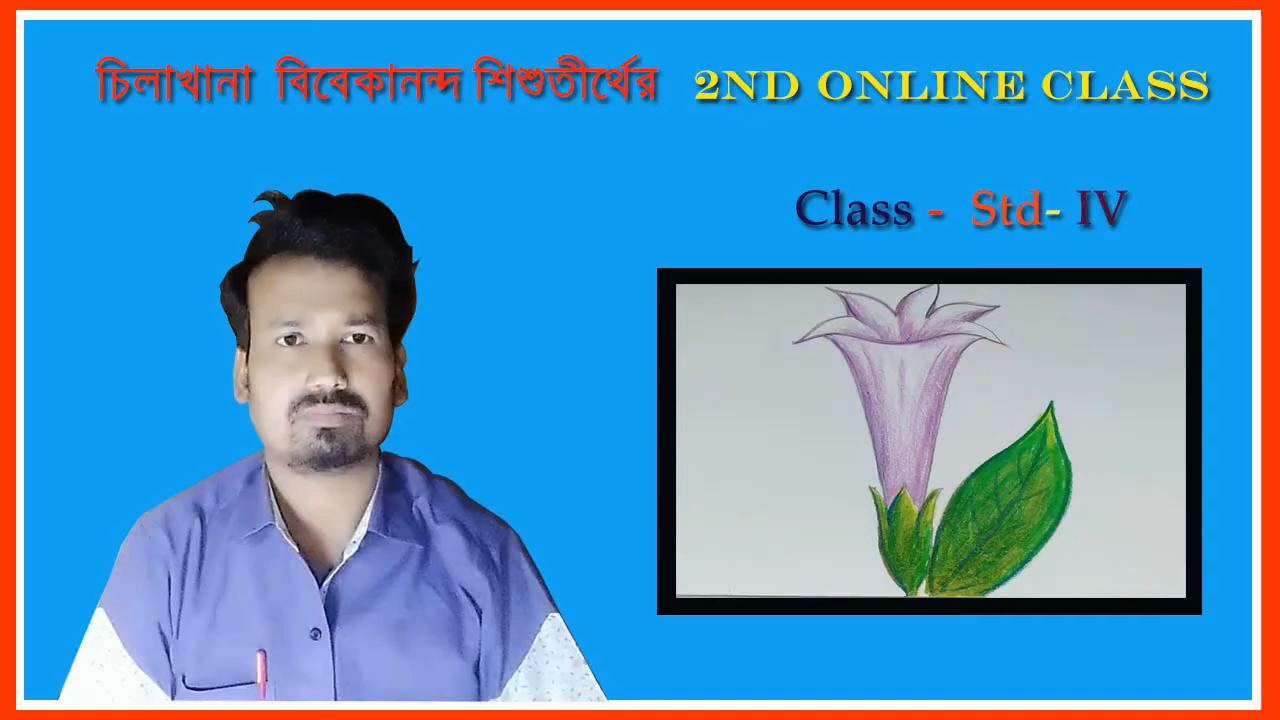 চিলাখানা বিবেকানন্দ শিশুতীর্থের 2ND ONLINE CLASS
Class - Std- IV